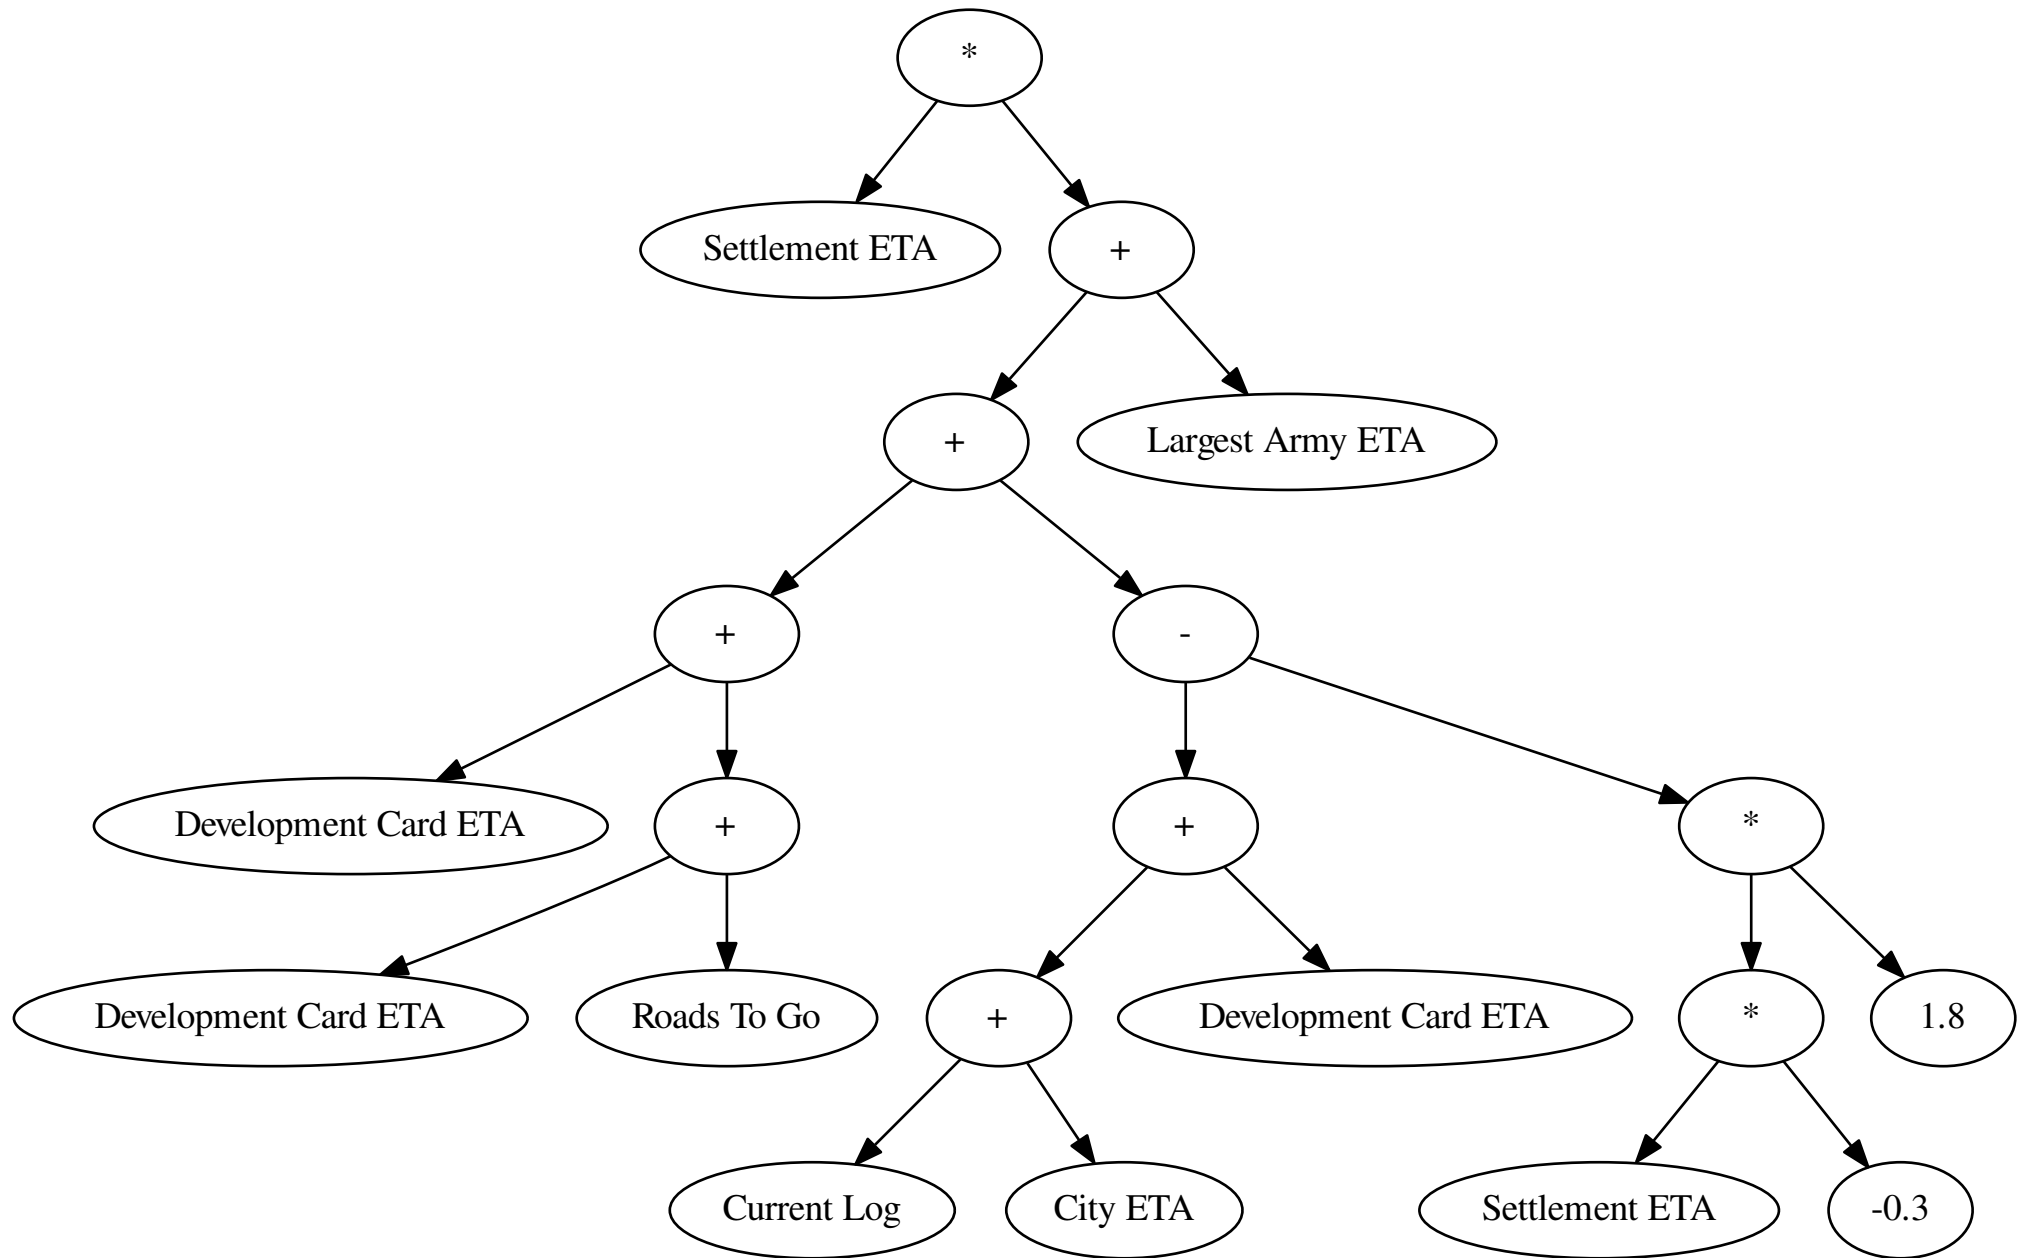 *
Settlement ETA
+
+
Largest Army ETA
+
-
Development Card ETA
+
+
*
Development Card ETA
Roads To Go
+
Development Card ETA
*
1.8
Current Log
City ETA
Settlement ETA
-0.3